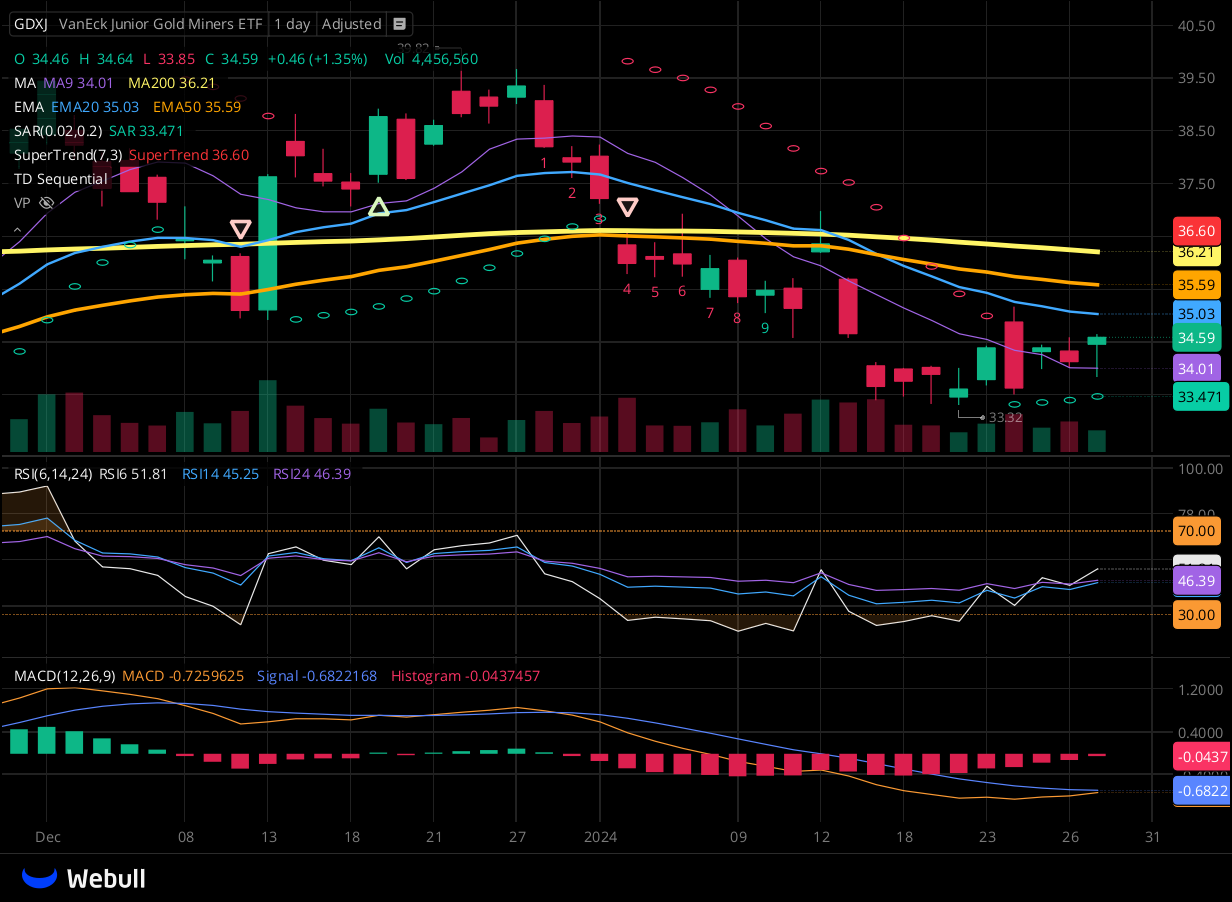 GDXJ VanEck Junior Gold Miners ETF 1 day Adjusted
40.50
O 34.46 H 34.64 L 33.85 C 34.59 +0.46 (+1.35%) Vol 4,456,560
39.50
MA MA9 34.01 MA200 36.21
EMA EMA20 35.03 EMA50 35.59
SAR(0.02,0.2) SAR 33.471
38.50
SuperTrend(7,3) SuperTrend 36.60
TD Sequential
37.50
VP
1
2
3
4
5
6
7
8
9
36.60
36.21
35.59
35.03
34.59
34.01
33.471
33.32
RSI(6,14,24) RSI6 51.81 RSI14 45.25 RSI24 46.39
100.00
78.00
70.00
46.39
30.00
MACD(12,26,9) MACD -0.7259625 Signal -0.6822168 Histogram -0.0437457
1.2000
0.4000
-0.0437
-0.6822
Dec 08 13 18 21 27 2024 09 12 18 23 26 31
Webull